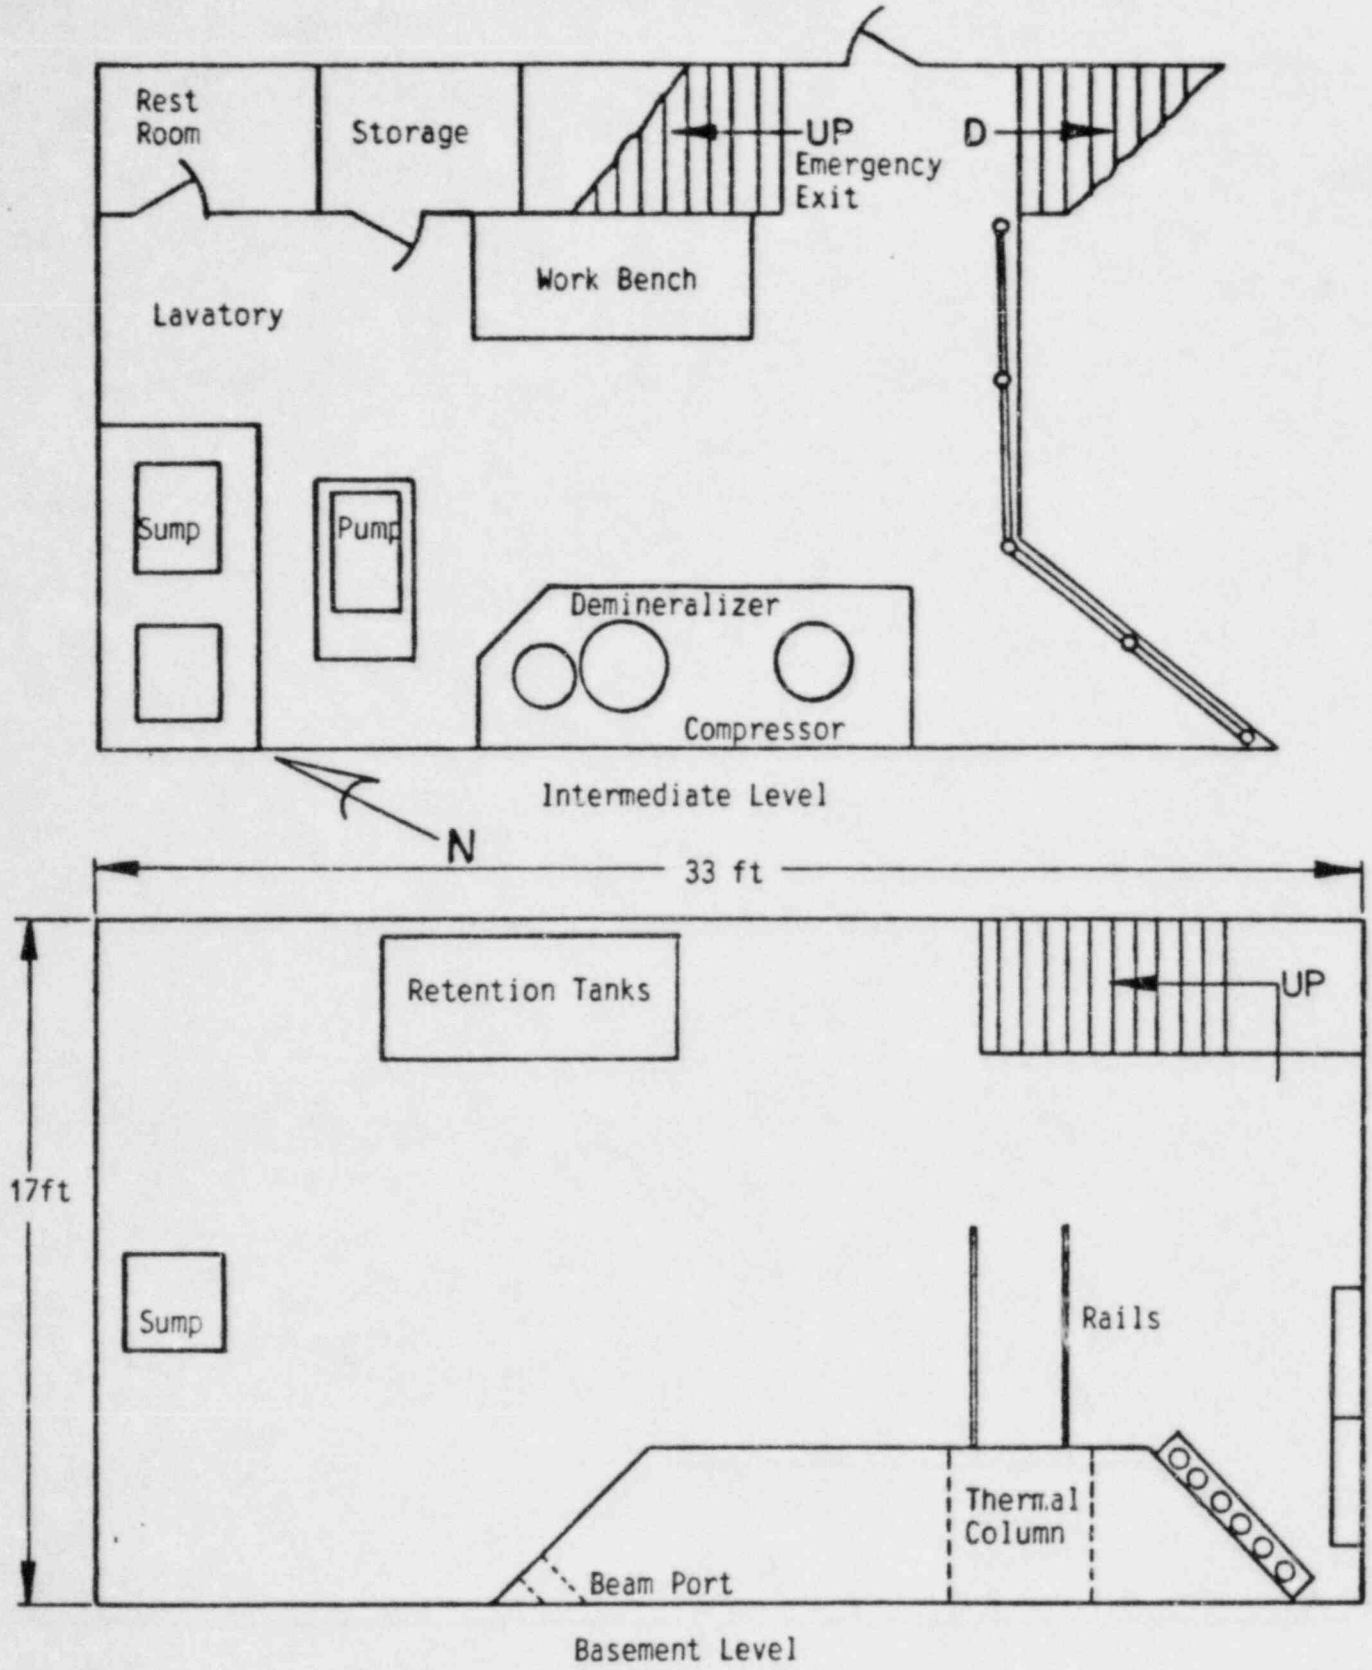 Rest
Room
Storage
UP
Emergency
Exit
D
Work Bench
Lavatory
Sump
Pump
Demineralizer
Compressor
Intermediate Level
N
33 ft
Retention Tanks
UP
17ft
Sump
Rails
Thermal
Column
Beam Port
Basement Level